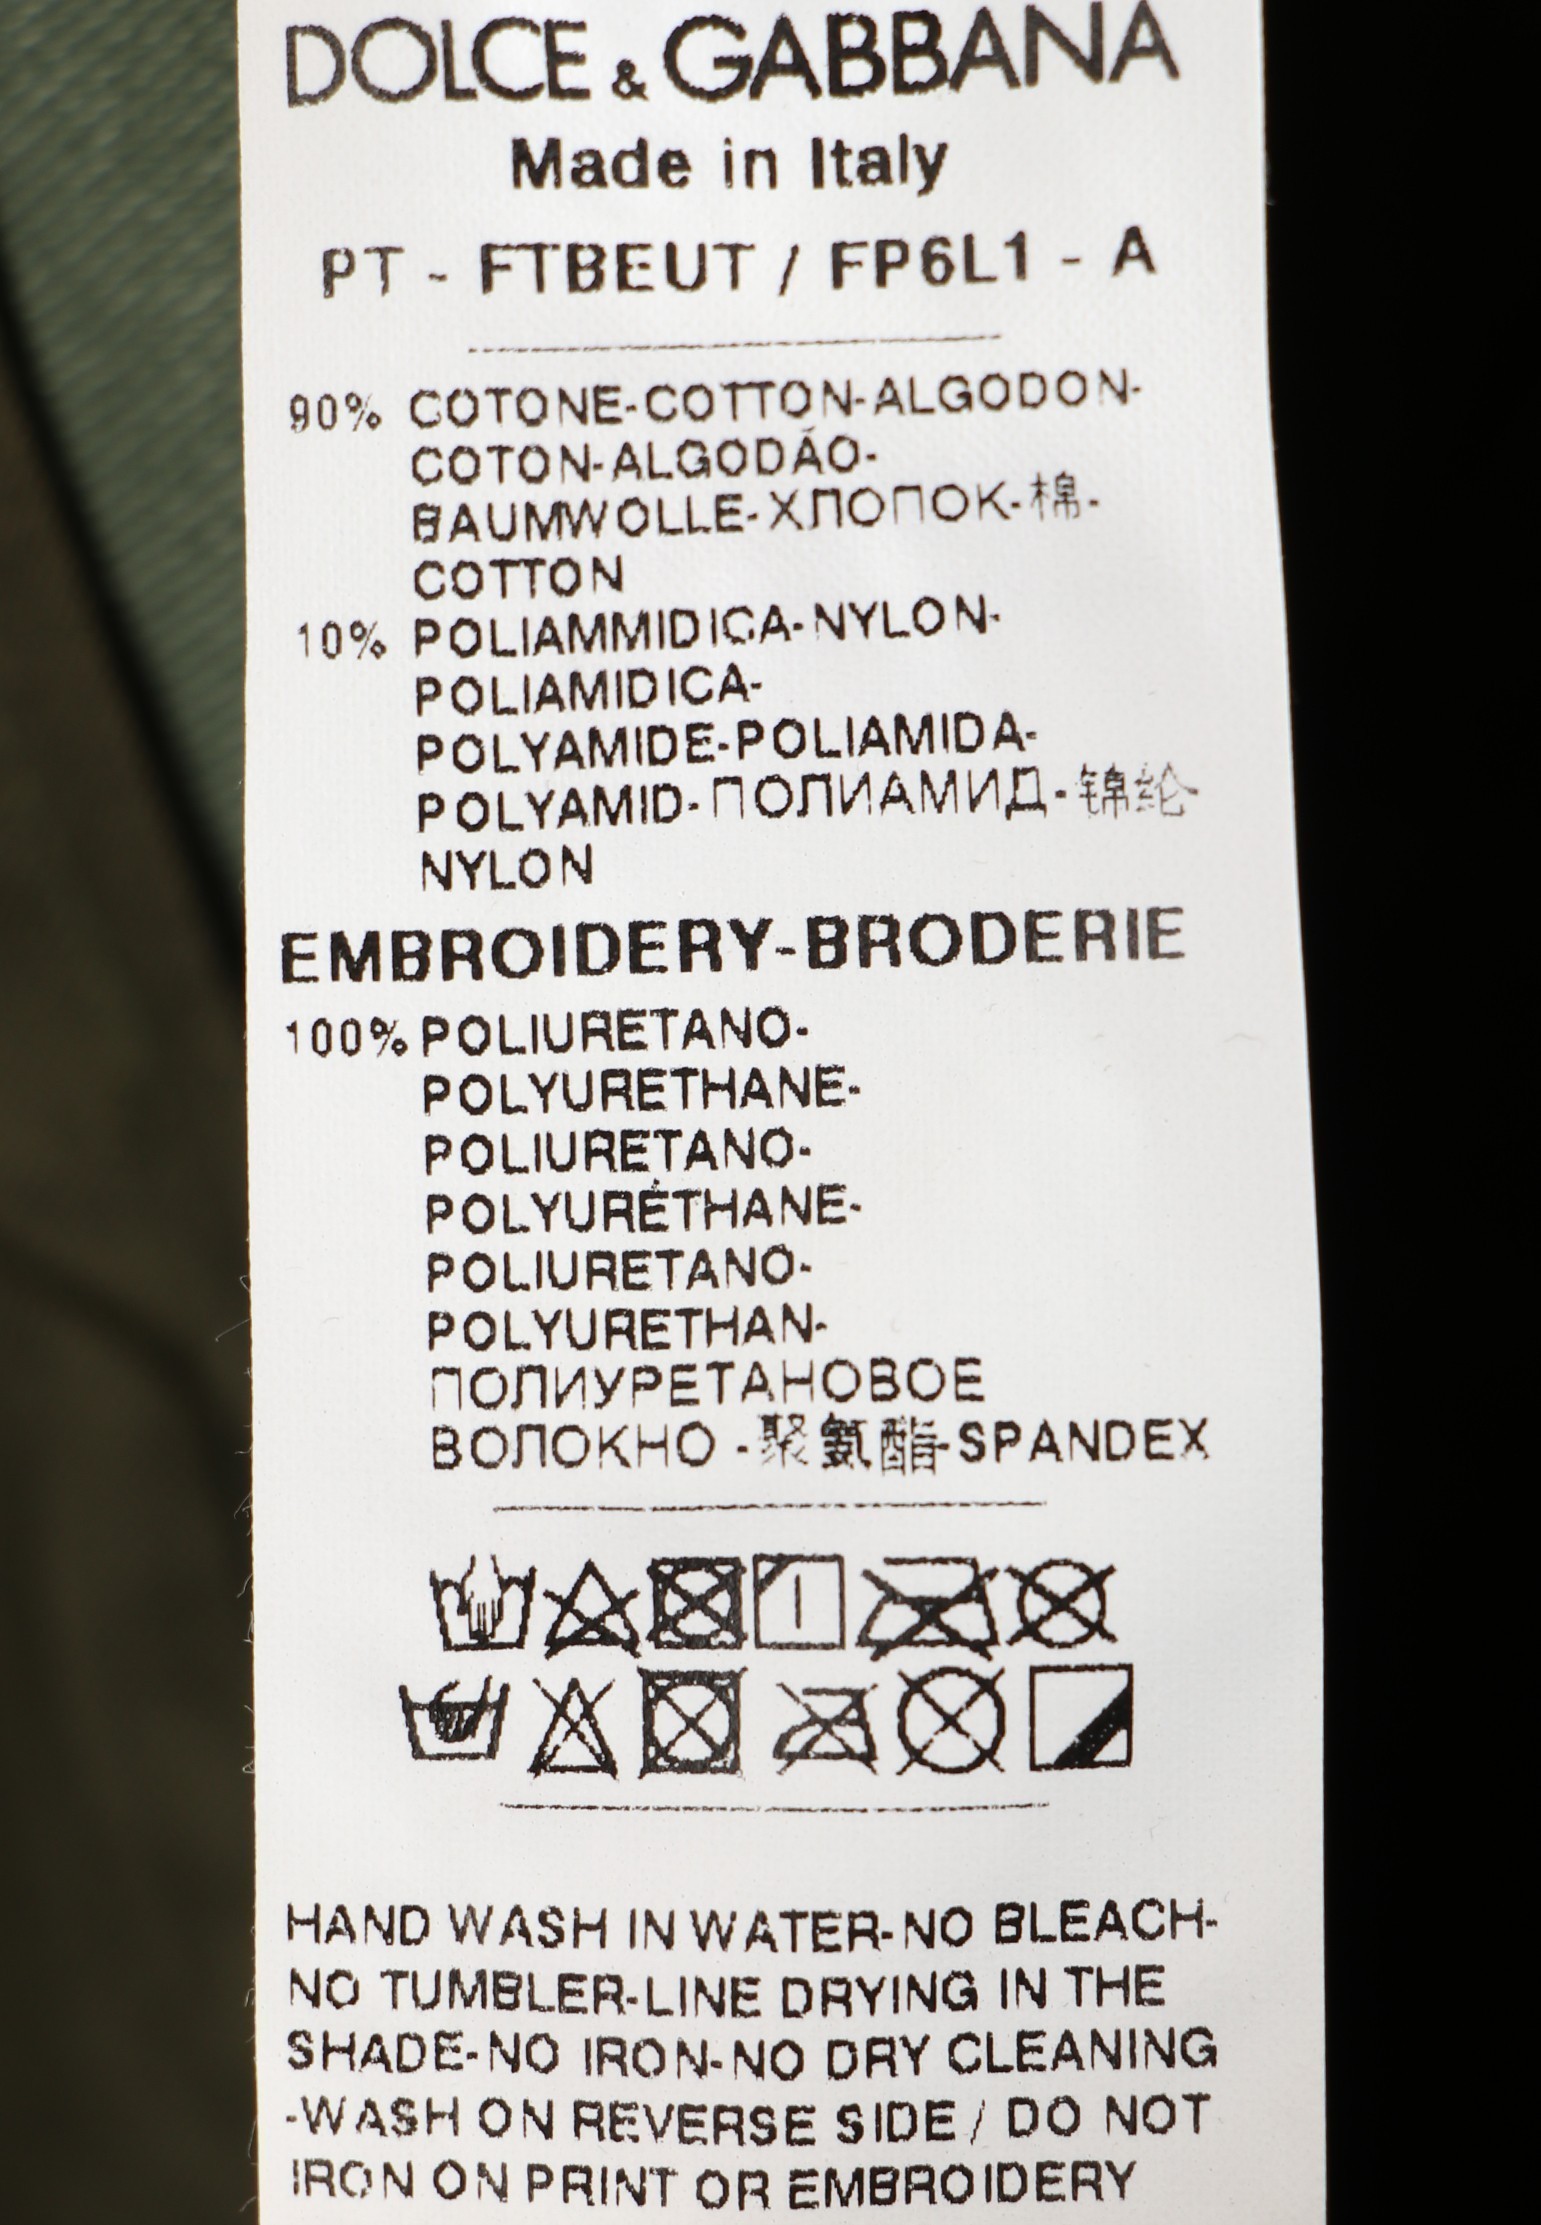 DOLCE & GABBANA
Made in Italy
PT - FTBEUT / FP6L1 - A
90% COTONE-COTTON-ALGODON-
COTON-ALGODÃO-
BAUMWOLLE-ХЛОПОК-棉-
COTTON
10% POLIAMMIDICA-NYLON-
POLIAMIDICA-
POLYAMIDE-POLIAMIDA-
POLYAMID-ПОЛИАМИД-锦纶-
NYLON
EMBROIDERY-BRODERIE
100% POLIURETANO-
POLYURETHANE-
POLIURETANO-
POLYURÉTHANE-
POLIURETANO-
POLYURETHAN-
ПОЛИУРЕТАНОВОЕ
ВОЛОКНО-聚氨酯-SPANDEX
HAND WASH IN WATER-NO BLEACH-
NO TUMBLER-LINE DRYING IN THE
SHADE-NO IRON-NO DRY CLEANING
-WASH ON REVERSE SIDE / DO NOT
IRON ON PRINT OR EMBROIDERY